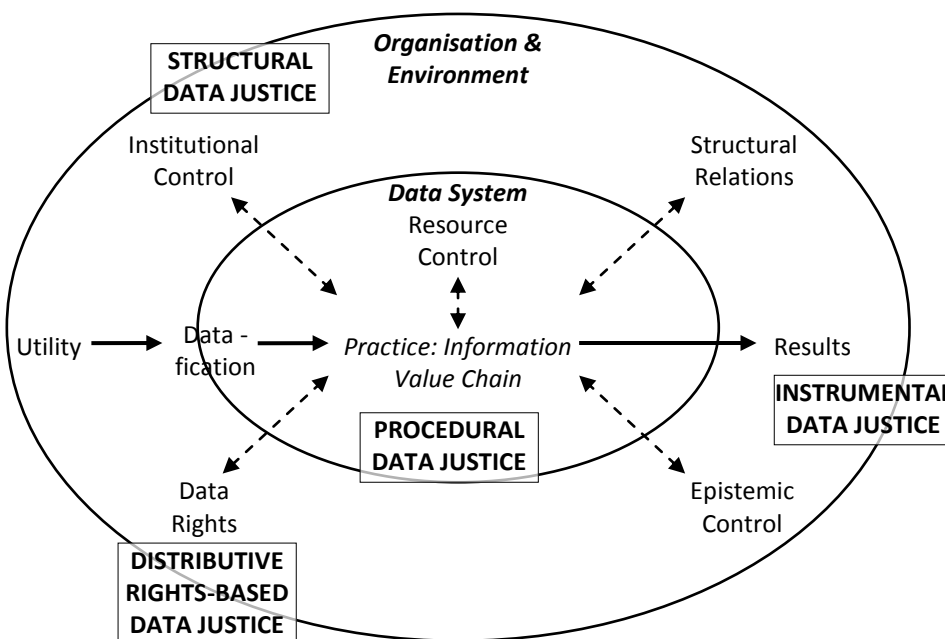 Organisation &
Environment
STRUCTURAL
DATA JUSTICE
Institutional
Control
Structural
Relations
Data System
Resource
Control
Utility
Data -
fication
Practice: Information
Value Chain
Results
INSTRUMENTAL
DATA JUSTICE
PROCEDURAL
DATA JUSTICE
Data
Rights
Epistemic
Control
DISTRIBUTIVE
RIGHTS-BASED
DATA JUSTICE